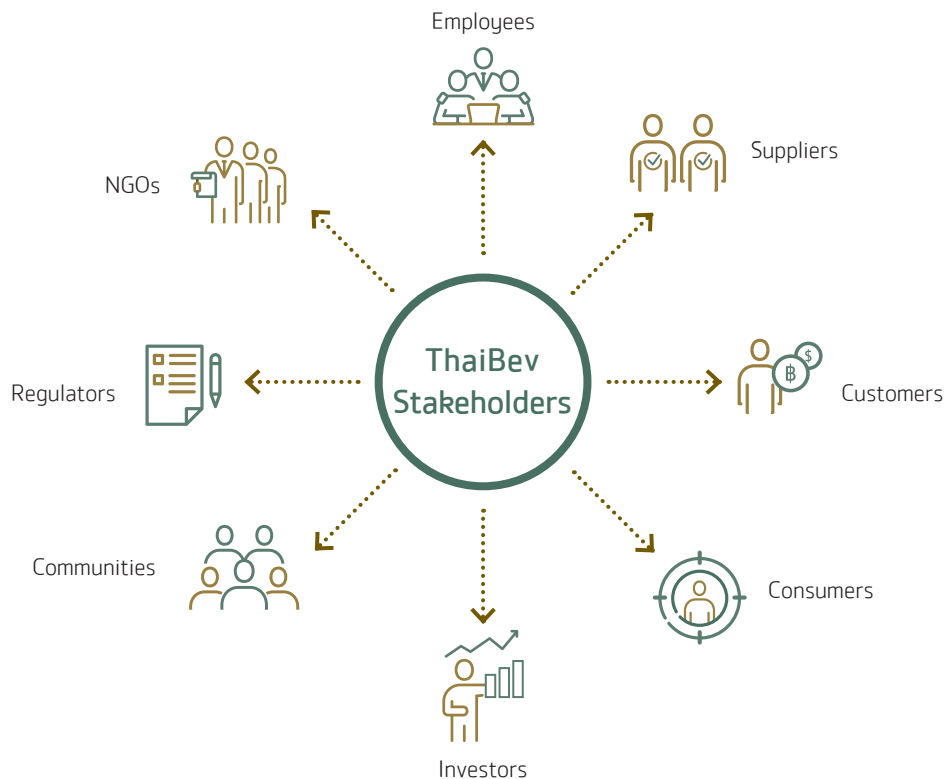 Employees
Suppliers
NGOs
ThaiBev
Stakeholders
Regulators
฿
$
Customers
Communities
Consumers
Investors